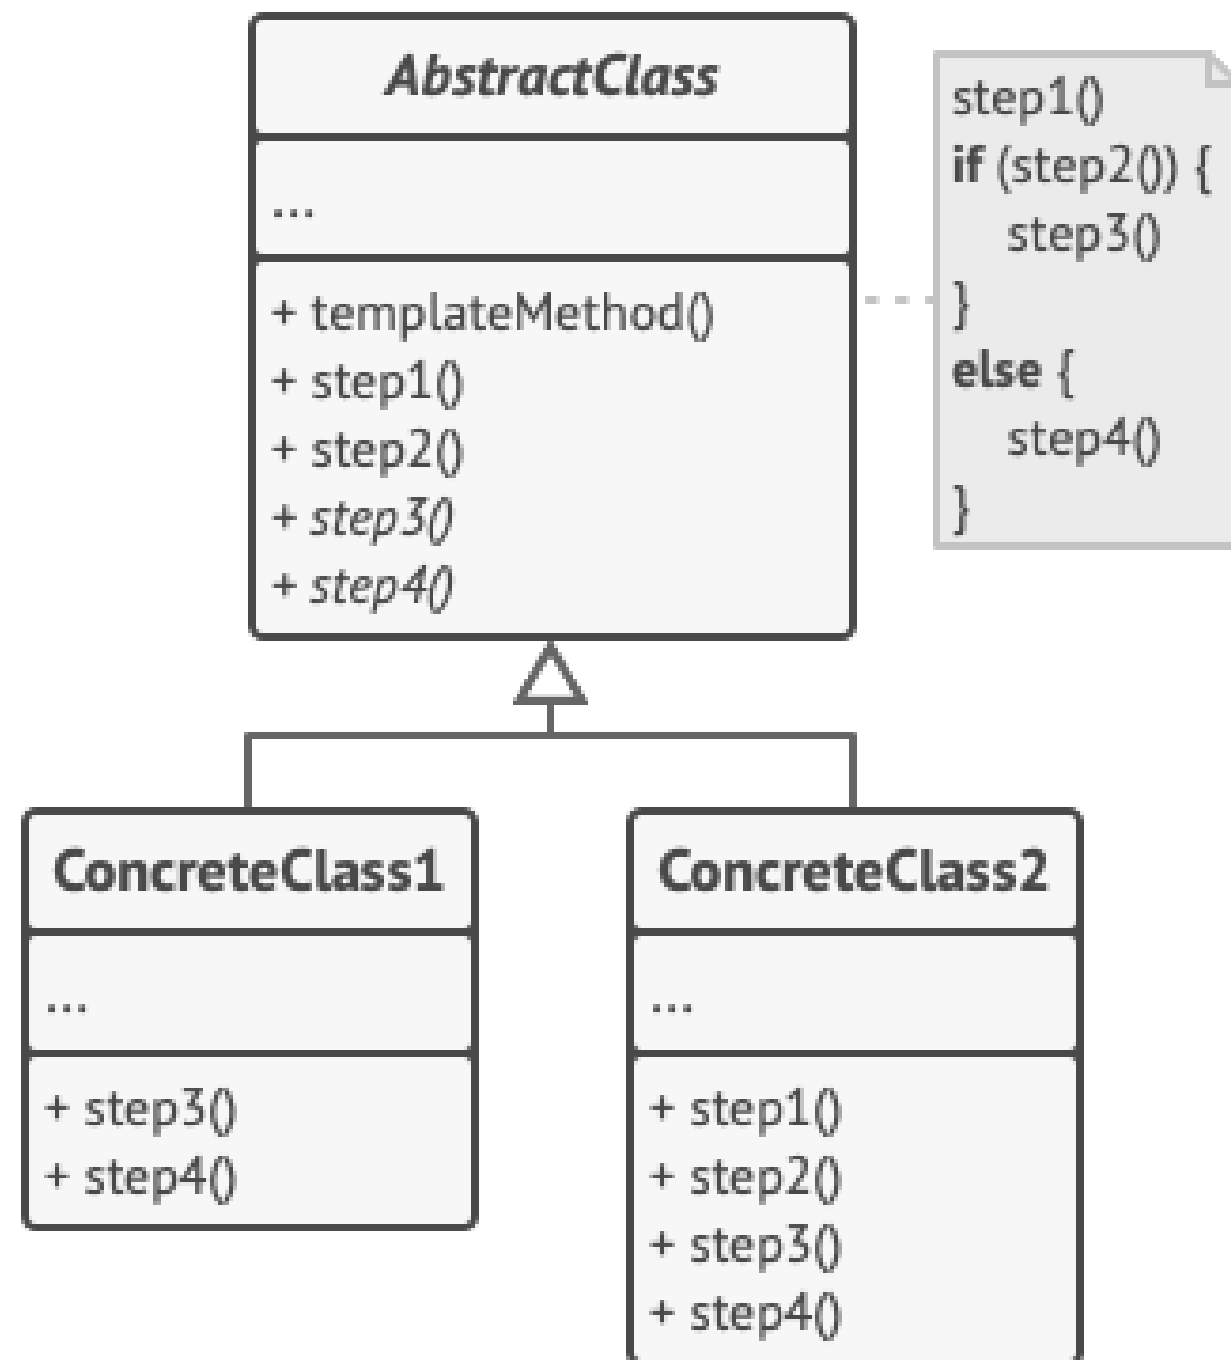 AbstractClass
...
+ templateMethod()
+ step1()
+ step2()
+ step3()
+ step4()
step1()
if (step2()) {
step3()
}
else {
step4()
}
ConcreteClass1
...
+ step3()
+ step4()
ConcreteClass2
...
+ step1()
+ step2()
+ step3()
+ step4()